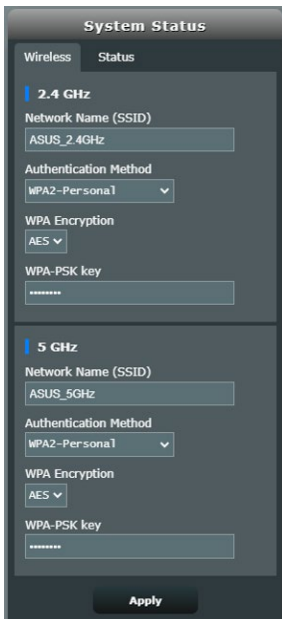 System Status
Wireless Status
2.4 GHz
Network Name (SSID)
ASUS_2.4GHz
Authentication Method
WPA2-Personal
WPA Encryption
AES
WPA-PSK key
••••••••
5 GHz
Network Name (SSID)
ASUS_5GHz
Authentication Method
WPA2-Personal
WPA Encryption
AES
WPA-PSK key
••••••••
Apply